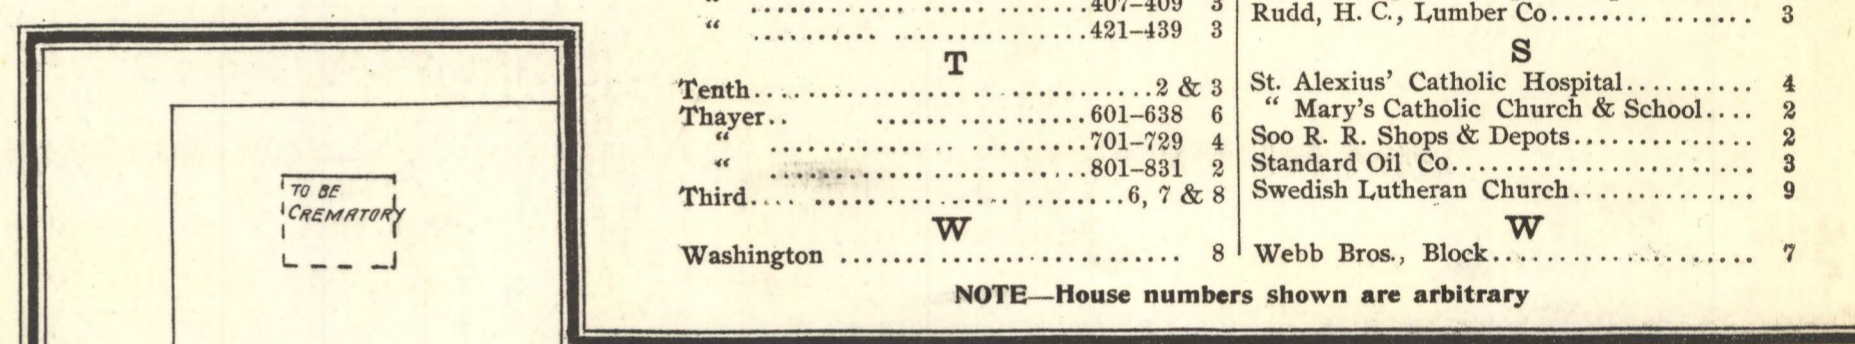 TO BE
CREMATORY
“ ........................407–409 3
“ ........................421–439 3
T
Tenth........................2 & 3
Thayer........................601–638 6
“ ........................701–729 4
“ ........................801–831 2
Third........................6, 7 & 8
W
Washington ........................ 8
Rudd, H. C., Lumber Co............ 3
S
St. Alexius’ Catholic Hospital.......... 4
“ Mary’s Catholic Church & School.... 2
Soo R. R. Shops & Depots.............. 2
Standard Oil Co........................ 3
Swedish Lutheran Church.............. 9
W
Webb Bros., Block...................... 7
NOTE—House numbers shown are arbitrary